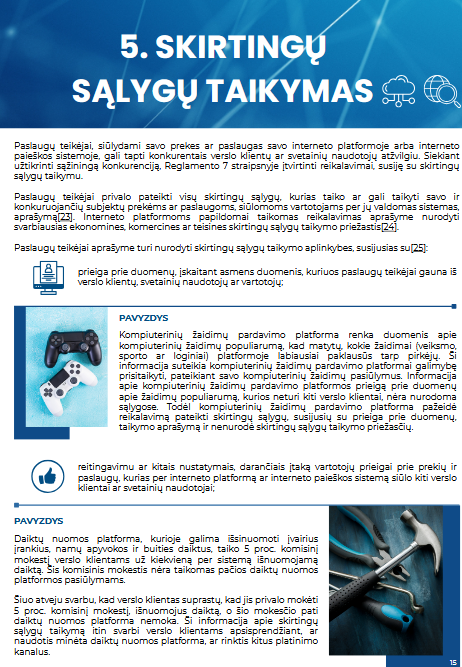 5. SKIRTINGŲ
SĄLYGŲ TAIKYMAS
Paslaugų teikėjai, siūlydami savo prekes ar paslaugas savo interneto platformoje arba interneto
paieškos sistemoje, gali tapti konkurentais verslo klientų ar svetainių naudotojų atžvilgiu. Siekiant
užtikrinti sąžiningą konkurenciją, Reglamento 7 straipsnyje įtvirtinti reikalavimai, susiję su skirtingų
sąlygų taikymu.
Paslaugų teikėjai privalo pateikti visų skirtingų sąlygų, kurias taiko ar gali taikyti savo ir
konkuruojančių subjektų prekėms ar paslaugoms, siūlomoms vartotojams per jų valdomas sistemas,
aprašymą[23]. Interneto platformoms papildomai taikomas reikalavimas aprašyme nurodyti
svarbiausias ekonomines, komercines ar teisines skirtingų sąlygų taikymo priežastis[24].
Paslaugų teikėjai aprašyme turi nurodyti skirtingų sąlygų taikymo aplinkybes, susijusias su[25]:
prieiga prie duomenų, įskaitant asmens duomenis, kuriuos paslaugų teikėjai gauna iš
verslo klientų, svetainių naudotojų ar vartotojų;
PAVYZDYS
Kompiuterinių žaidimų pardavimo platforma renka duomenis apie
kompiuterinių žaidimų populiarumą, kad matytų, kokie žaidimai (veiksmo,
sporto ar loginiai) platformoje labiausiai paklausūs tarp pirkėjų. Ši
informacija suteikia kompiuterinių žaidimų pardavimo platformai galimybę
prisitaikyti, pateikiant savo kompiuterinių žaidimų pasiūlymus. Informacija
apie kompiuterinių žaidimų pardavimo platformos prieigą prie duomenų
apie žaidimų populiarumą, kurios neturi kiti verslo klientai, nėra nurodoma
sąlygose. Todėl kompiuterinių žaidimų pardavimo platforma pažeidė
reikalavimą pateikti skirtingų sąlygų, susijusių su prieiga prie duomenų,
taikymo aprašymą ir nenurodė skirtingų sąlygų taikymo priežasčių.
reitingavimu ar kitais nustatymais, darančiais įtaką vartotojų prieigai prie prekių ir
paslaugų, kurias per interneto platformą ar interneto paieškos sistemą siūlo kiti verslo
klientai ar svetainių naudotojai;
PAVYZDYS
Daiktų nuomos platforma, kurioje galima išsinuomoti įvairius
įrankius, namų apyvokos ir buities daiktus, taiko 5 proc. komisinį
mokestį verslo klientams už kiekvieną per sistemą išnuomojamą
daiktą. Šis komisinis mokestis nėra taikomas pačios daiktų nuomos
platformos pasiūlymams.
Šiuo atveju svarbu, kad verslo klientas suprastų, kad jis privalo mokėti
5 proc. komisinį mokestį, išnuomojus daiktą, o šio mokesčio pati
daiktų nuomos platforma nemoka. Ši informacija apie skirtingų
sąlygų taikymą itin svarbi verslo klientams apsisprendžiant, ar
naudotis minėta daiktų nuomos platforma, ar rinktis kitus platinimo
kanalus.
15